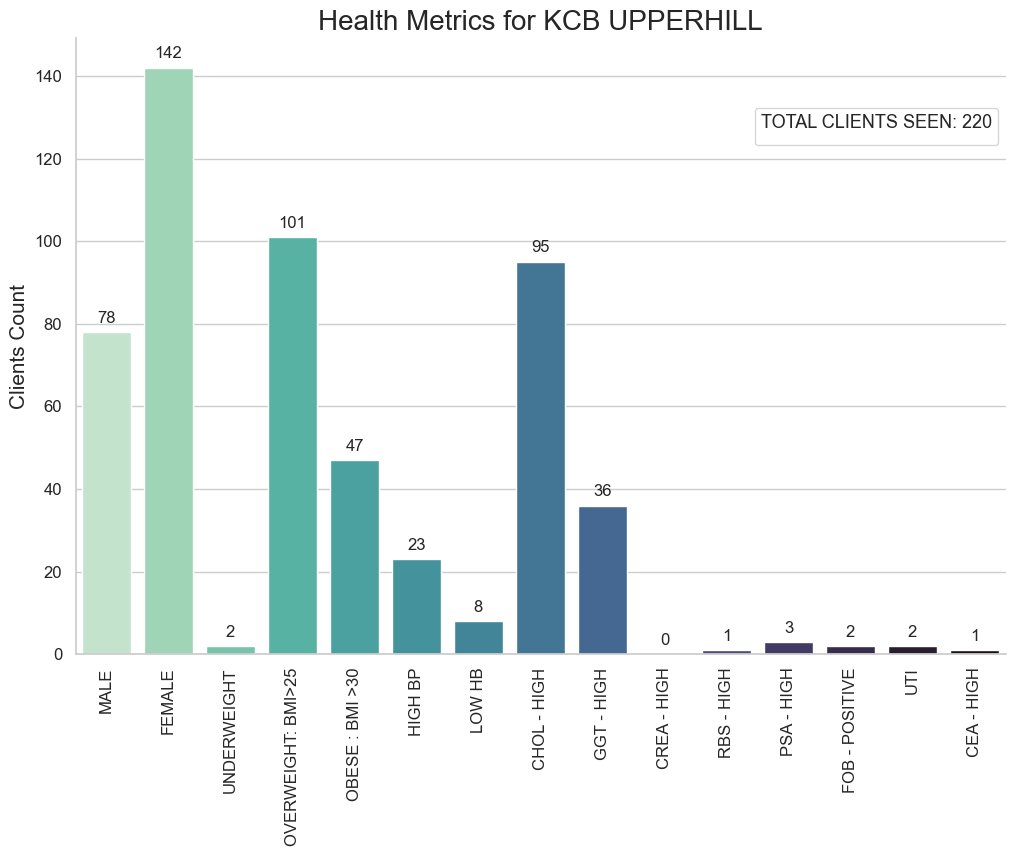 Health Metrics for KCB UPPERHILL
TOTAL CLIENTS SEEN: 220
Clients Count
140
120
100
80
60
40
20
0
78
142
2
101
47
23
8
95
36
0
1
3
2
2
1
MALE
FEMALE
UNDERWEIGHT
OVERWEIGHT: BMI>25
OBESE : BMI >30
HIGH BP
LOW HB
CHOL - HIGH
GGT - HIGH
CREA - HIGH
RBS - HIGH
PSA - HIGH
FOB - POSITIVE
UTI
CEA - HIGH